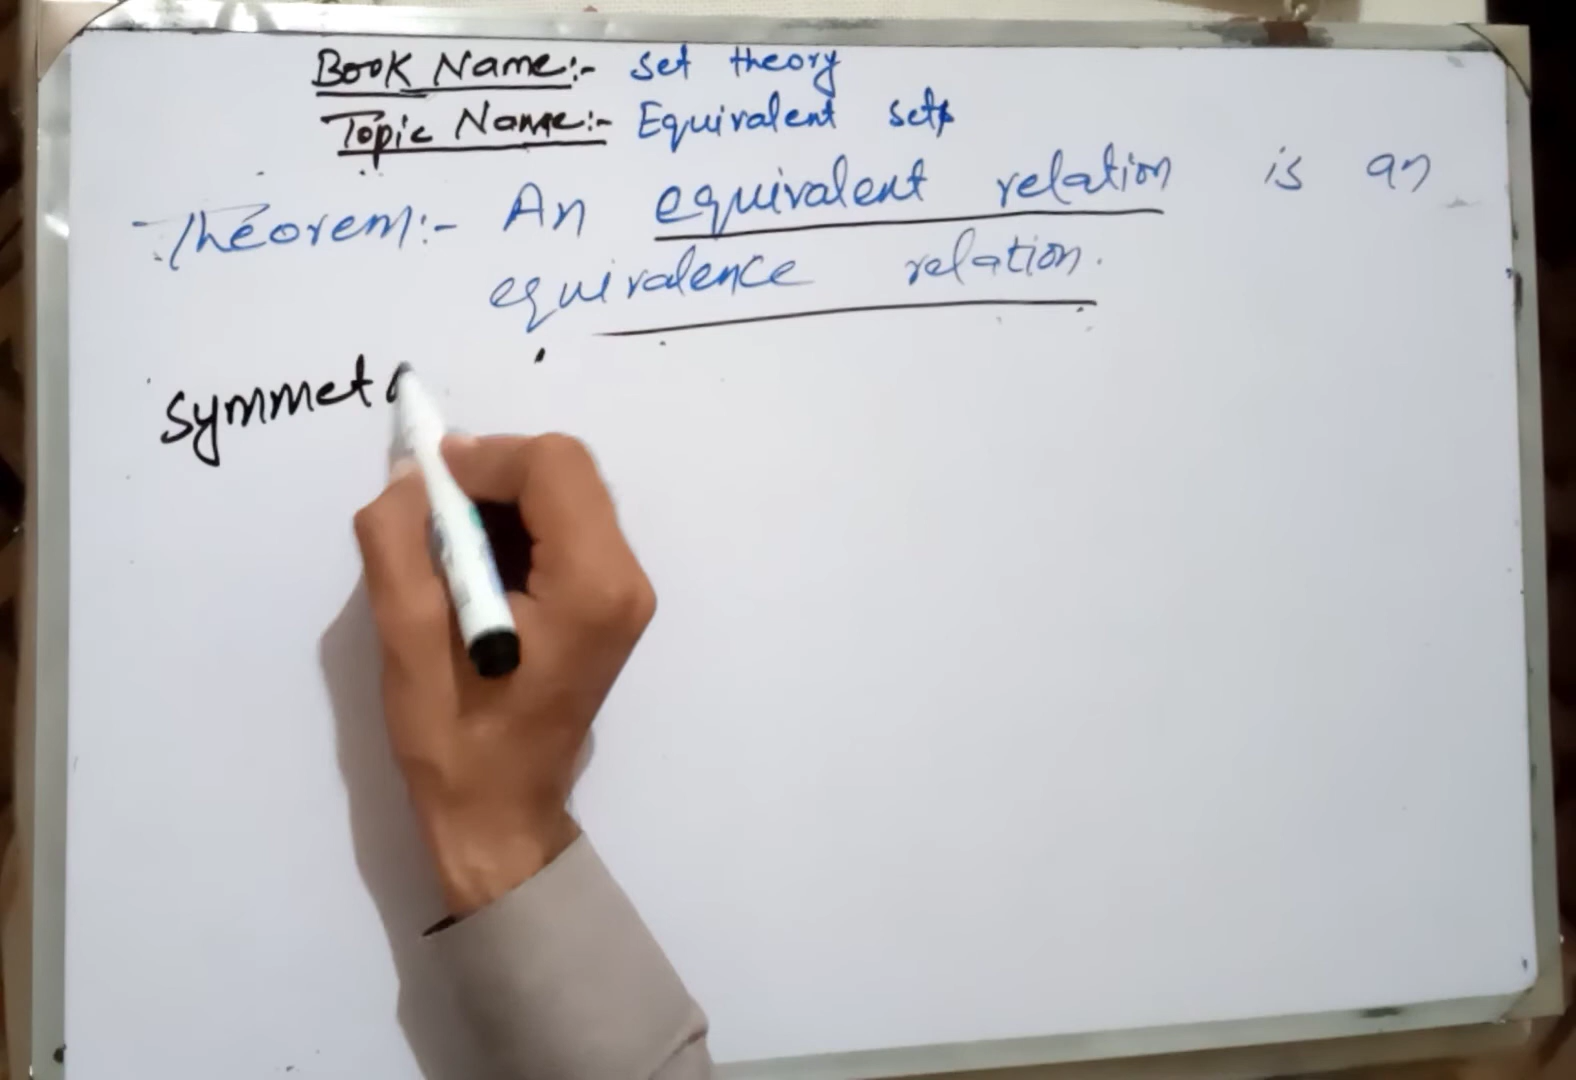 Book Name:- Set theory
Topic Name:- Equivalent sets
Theorem:- An equivalent relation is an
equivalence relation.
Symmet